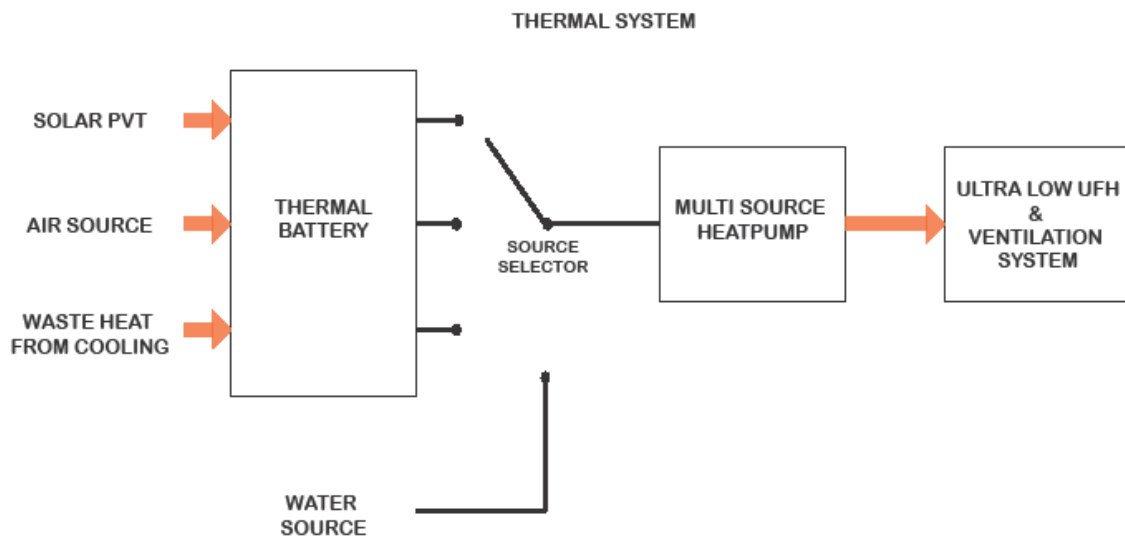 THERMAL SYSTEM
SOLAR PVT
AIR SOURCE
WASTE HEAT
FROM COOLING
THERMAL
BATTERY
SOURCE
SELECTOR
MULTI SOURCE
HEATPUMP
ULTRA LOW UFH
&
VENTILATION
SYSTEM
WATER
SOURCE